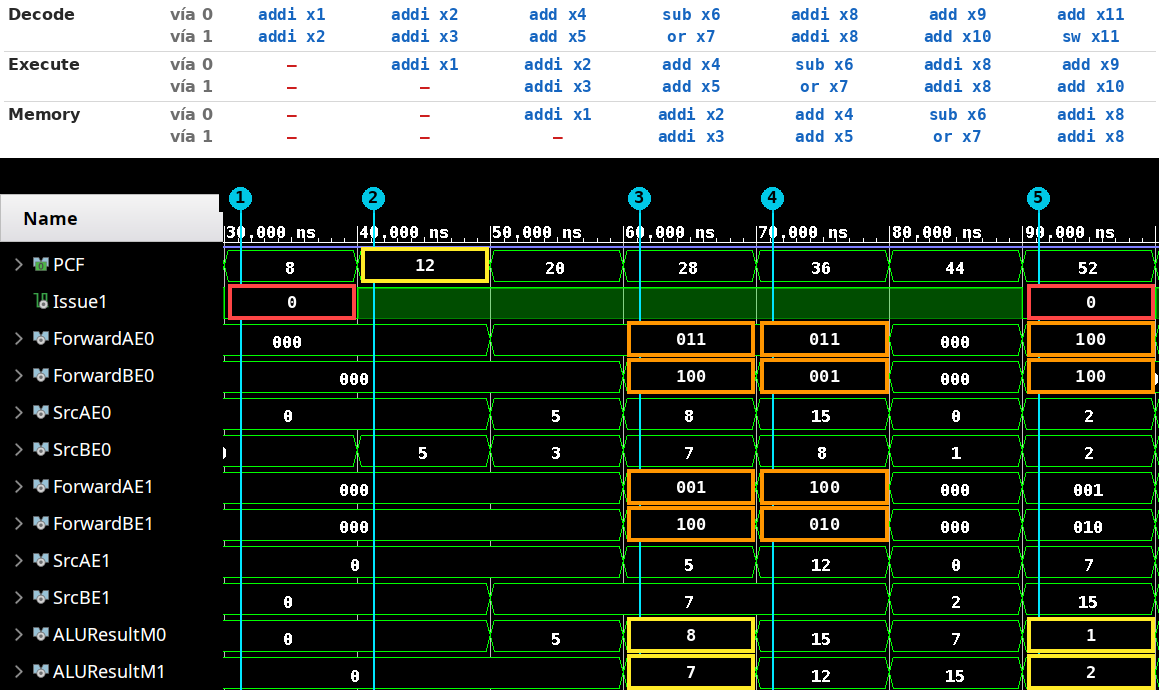 Decode vía 0 addi x1 addi x2 add x4 sub x6 addi x8 add x9 add x11
vía 1 addi x2 addi x3 add x5 or x7 addi x8 add x10 sw x11
Execute vía 0 — addi x1 addi x2 add x4 sub x6 addi x8 add x9
vía 1 — — addi x3 add x5 or x7 addi x8 add x10
Memory vía 0 — — addi x1 addi x2 add x4 sub x6 addi x8
vía 1 — — — addi x3 add x5 or x7 addi x8
1 2 3 4 5
Name 30,000 ns 40,000 ns 50,000 ns 60,000 ns 70,000 ns 80,000 ns 90,000 ns
PCF 8 12 20 28 36 44 52
Issue1 0 0
ForwardAE0 000 011 011 000 100
ForwardBE0 000 100 001 000 100
SrcAE0 0 5 8 15 0 2
SrcBE0 5 3 7 8 1 2
ForwardAE1 000 001 100 000 001
ForwardBE1 000 100 010 000 010
SrcAE1 0 5 12 0 7
SrcBE1 0 7 2 15
ALUResultM0 0 5 8 15 7 1
ALUResultM1 0 7 12 15 2